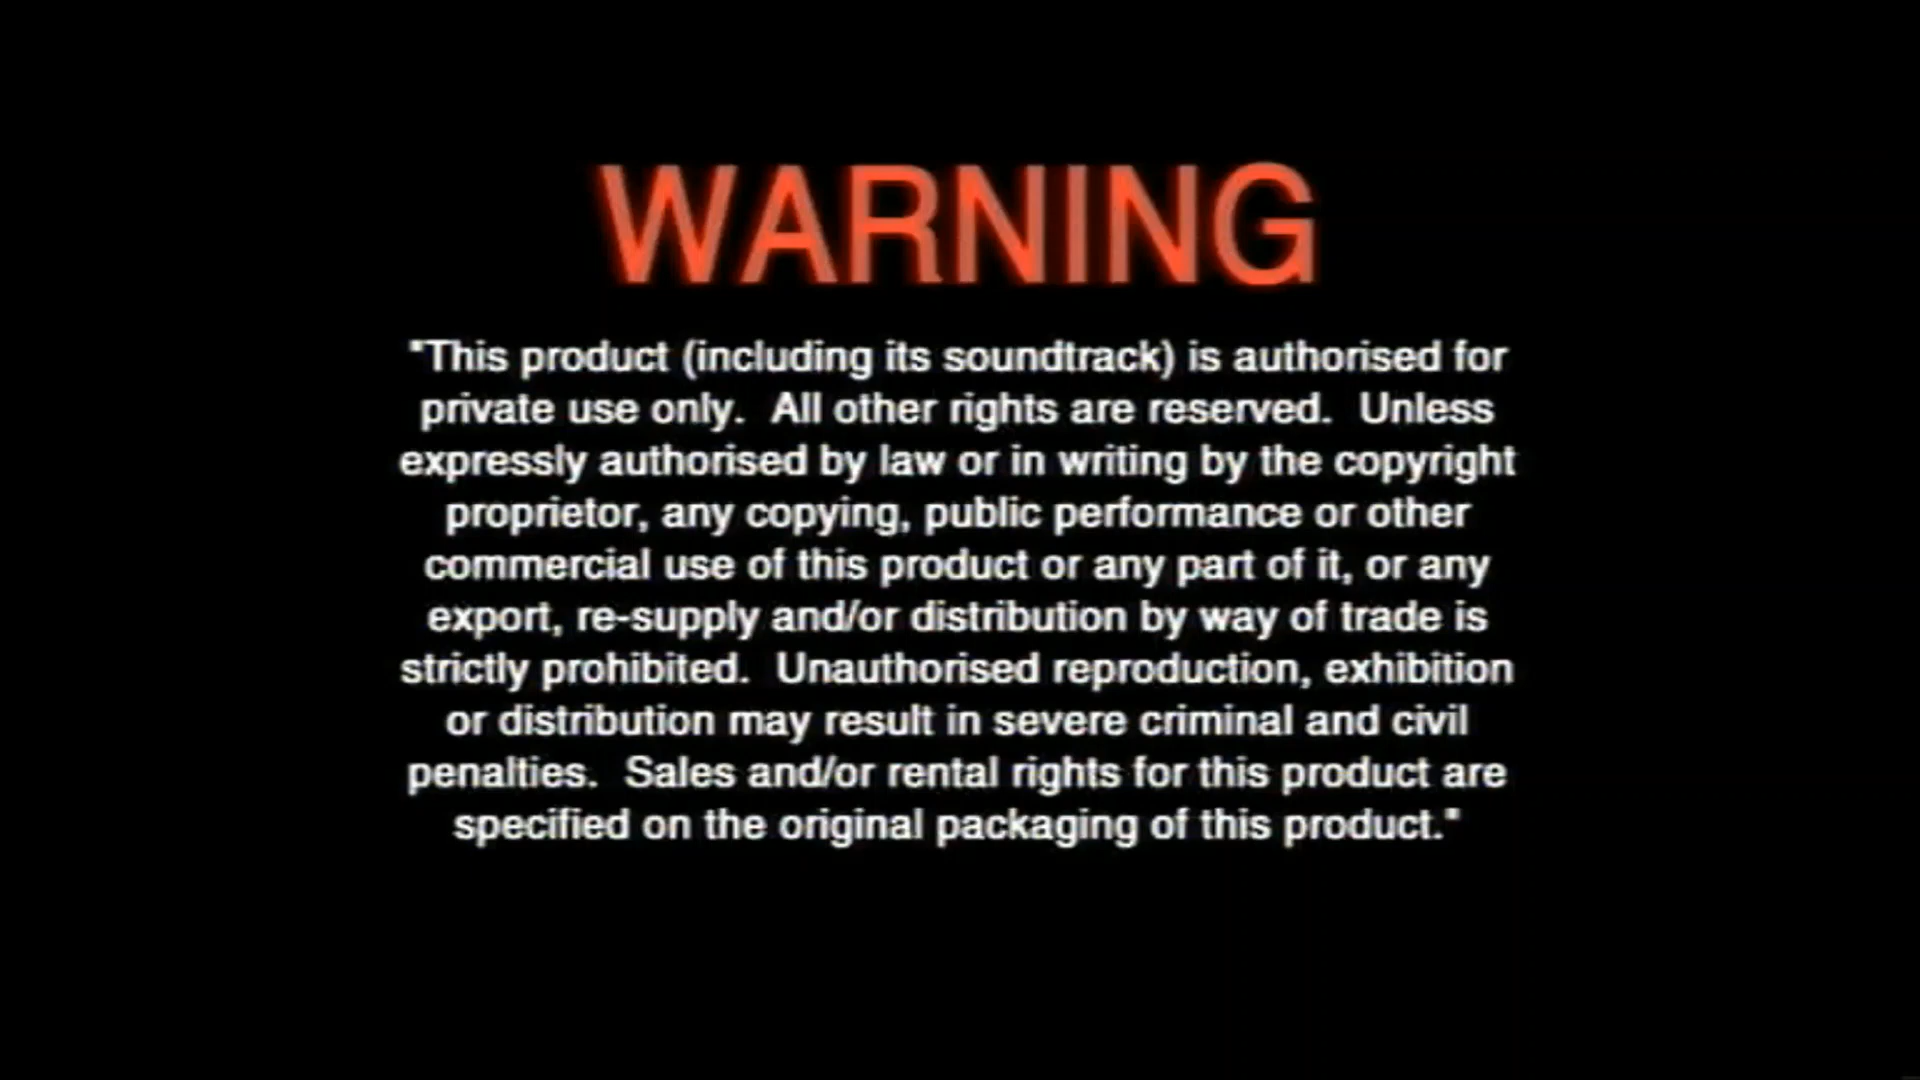 WARNING
"This product (including its soundtrack) is authorised for
private use only.  All other rights are reserved.  Unless
expressly authorised by law or in writing by the copyright
proprietor, any copying, public performance or other
commercial use of this product or any part of it, or any
export, re-supply and/or distribution by way of trade is
strictly prohibited.  Unauthorised reproduction, exhibition
or distribution may result in severe criminal and civil
penalties.  Sales and/or rental rights for this product are
specified on the original packaging of this product."